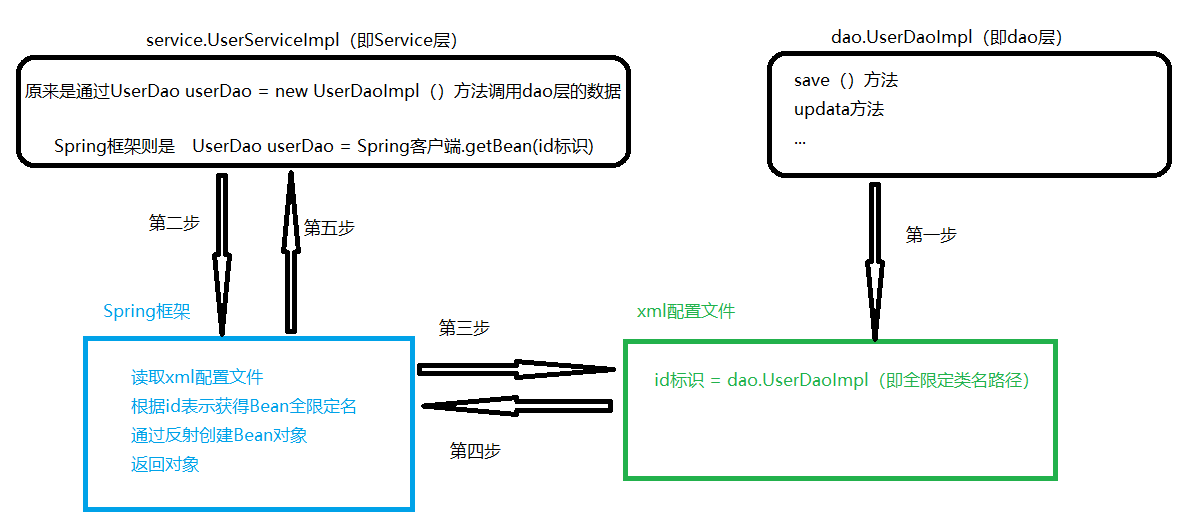 service.UserServiceImpl（即Service层）
原来是通过UserDao userDao = new UserDaoImpl（）方法调用dao层的数据
Spring框架则是 UserDao userDao = Spring客户端.getBean(id标识)
dao.UserDaoImpl（即dao层）
save（）方法
updata方法
...
第二步
第五步
第一步
Spring框架
读取xml配置文件
根据id表示获得Bean全限定名
通过反射创建Bean对象
返回对象
第三步
第四步
xml配置文件
id标识 = dao.UserDaoImpl（即全限定类名路径）